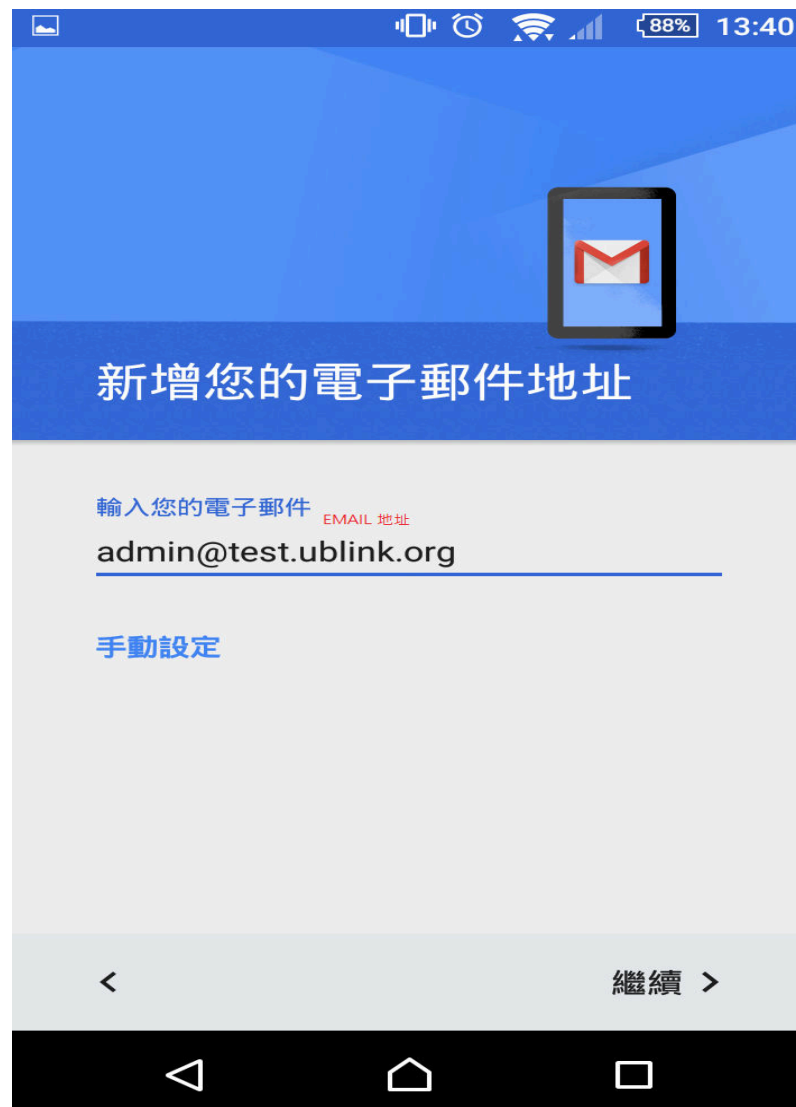 88% 13:40
新增您的電子郵件地址
輸入您的電子郵件 EMAIL 地址
admin@test.ublink.org
手動設定
繼續